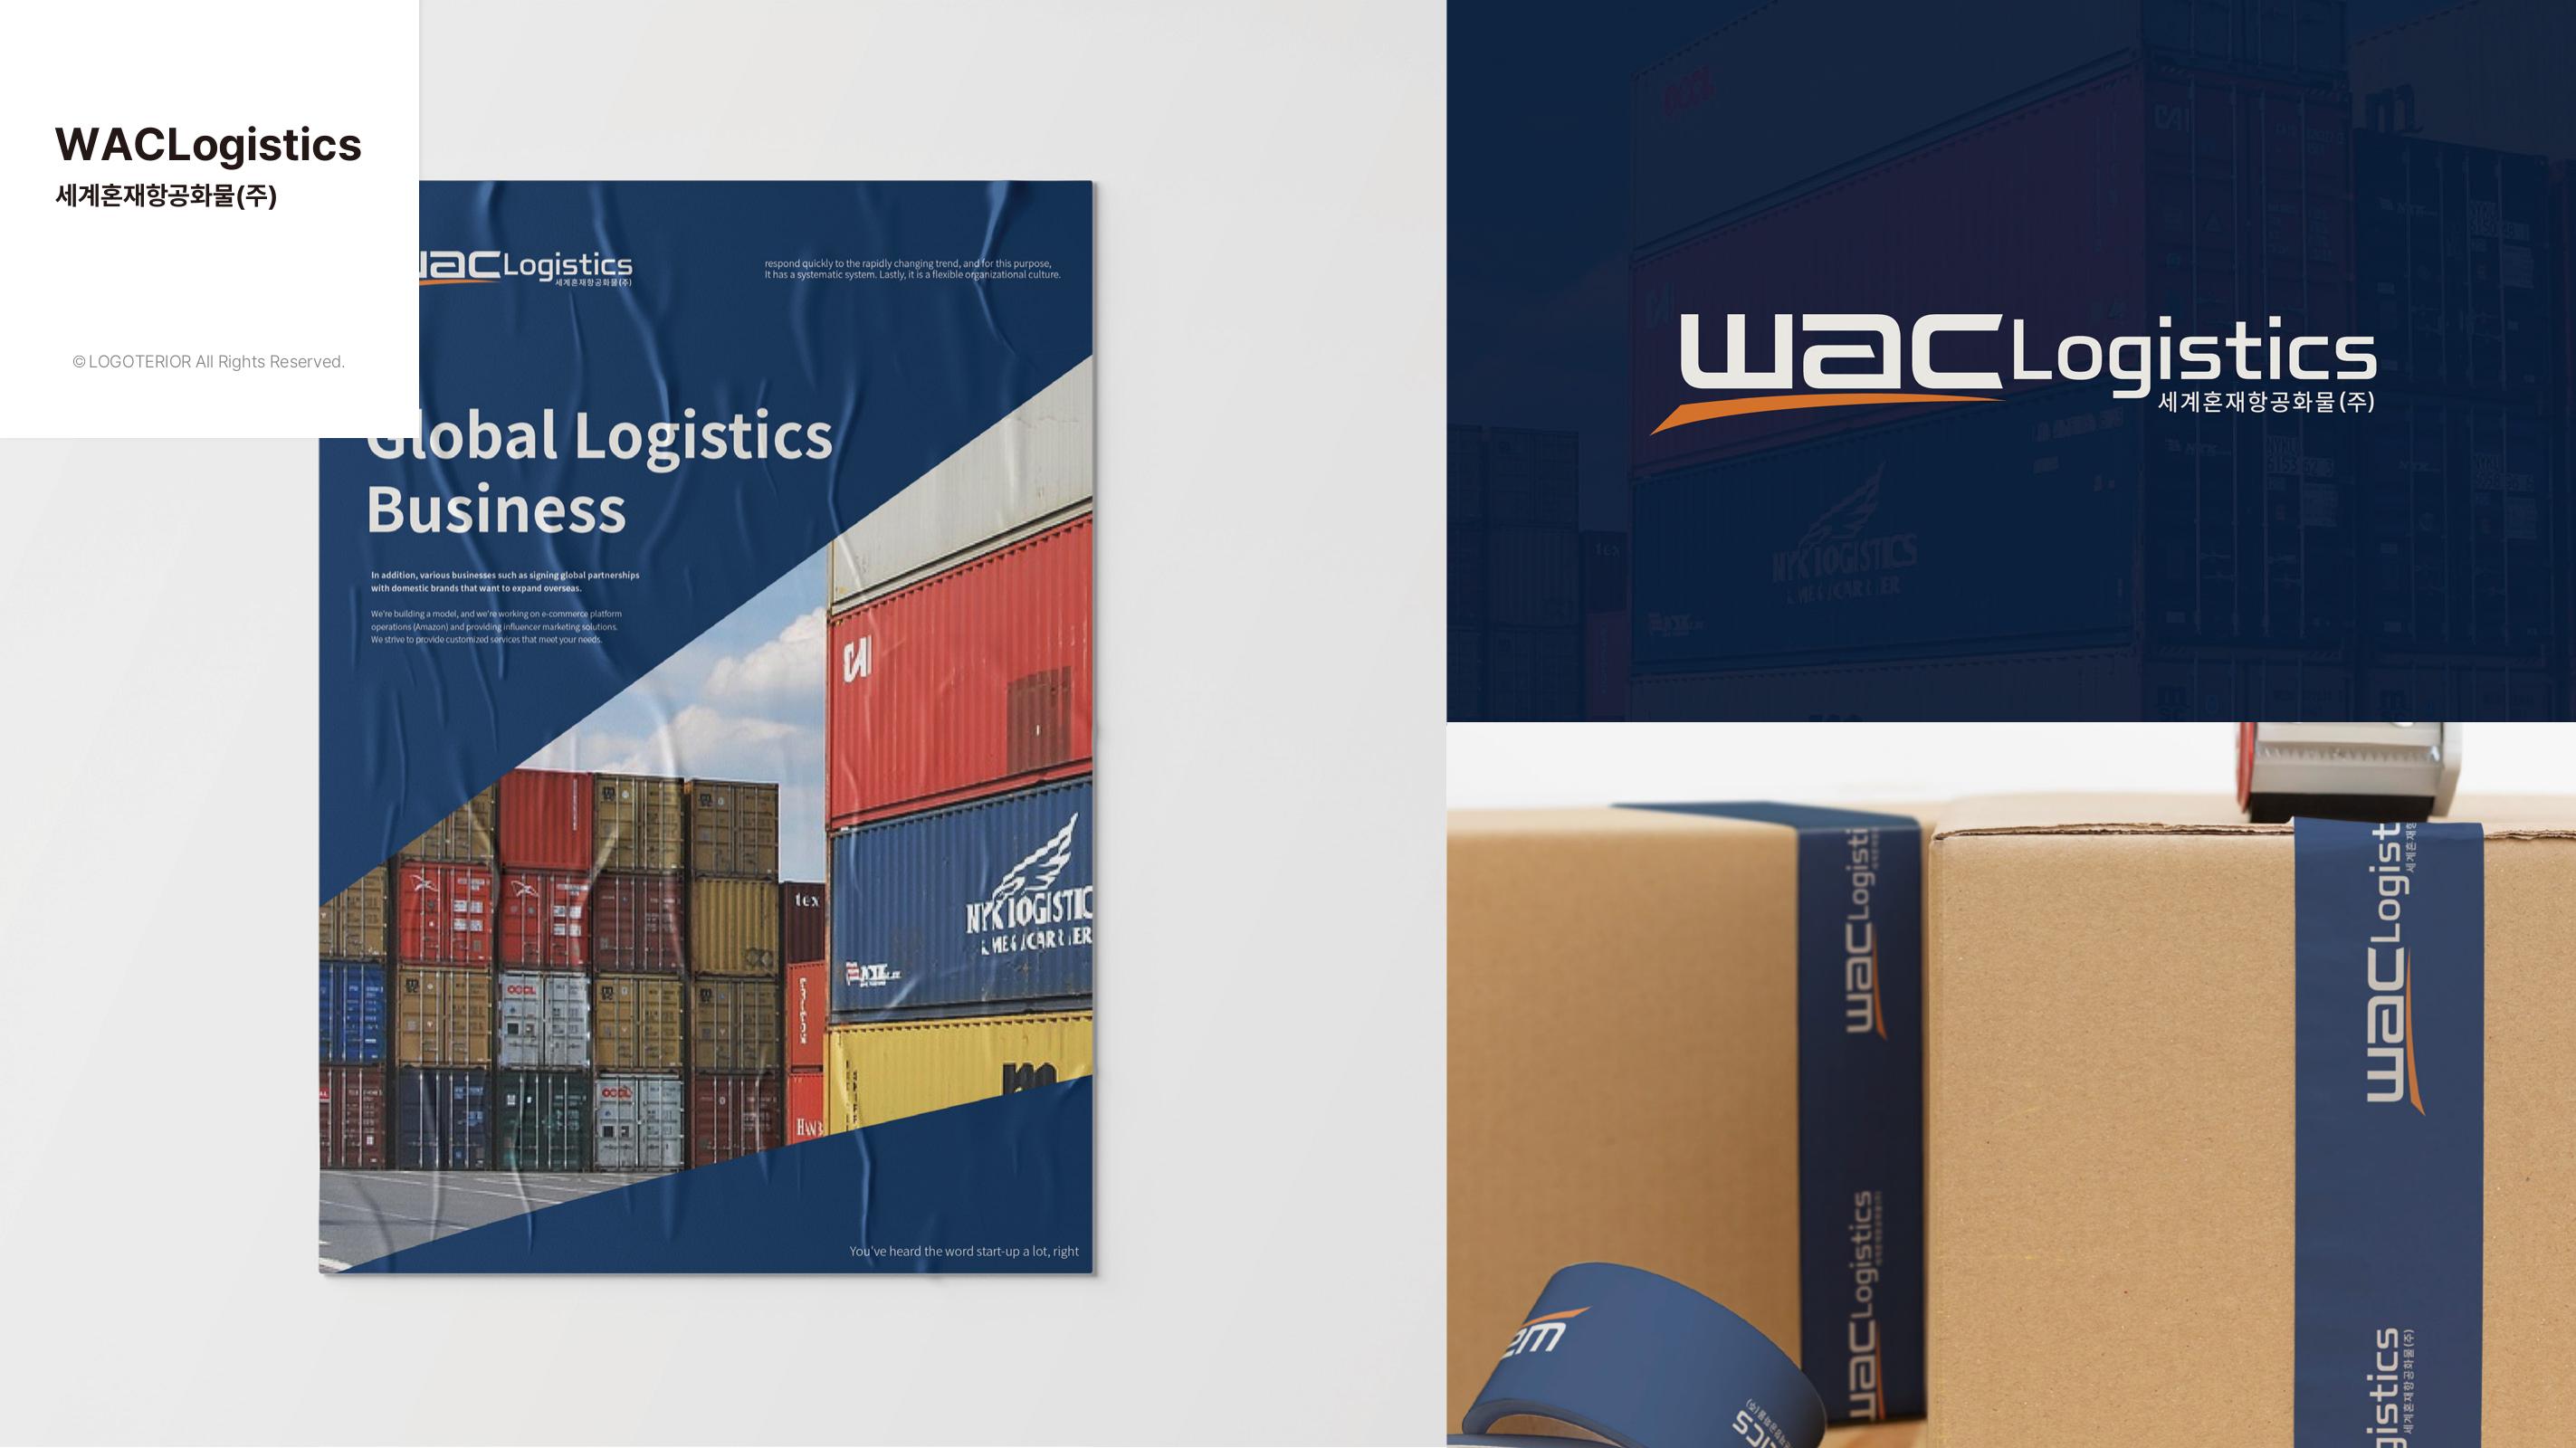 WACLogistics
세계혼재항공화물(주)
© LOGOTERIOR All Rights Reserved.
wacLogistics
세계혼재항공화물(주)
respond quickly to the rapidly changing trend, and for this purpose,
It has a systematic system. Lastly, it is a flexible organizational culture.
Global Logistics
Business
In addition, various businesses such as signing global partnerships
with domestic brands that want to expand overseas.
We're building a model, and we're working on e-commerce platform
operations (Amazon) and providing influencer marketing solutions.
We strive to provide customized services that meet your needs.
tex
OOCL
OOCL
NYK LOGISTIC
m
You've heard the word start-up a lot, right
wacLogistics
세계혼재항공화물(주)
NYK LOGISTICS
tex
wacLogisti
wacLogistics
wacLogist
세계혼재항
gistics
세계혼재항공화물(주)